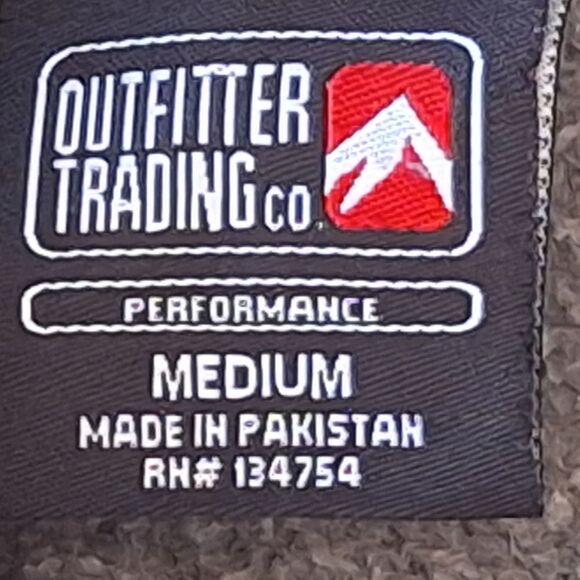 OUTFITTER
TRADING CO.
PERFORMANCE
MEDIUM
MADE IN PAKISTAN
RN# 134754